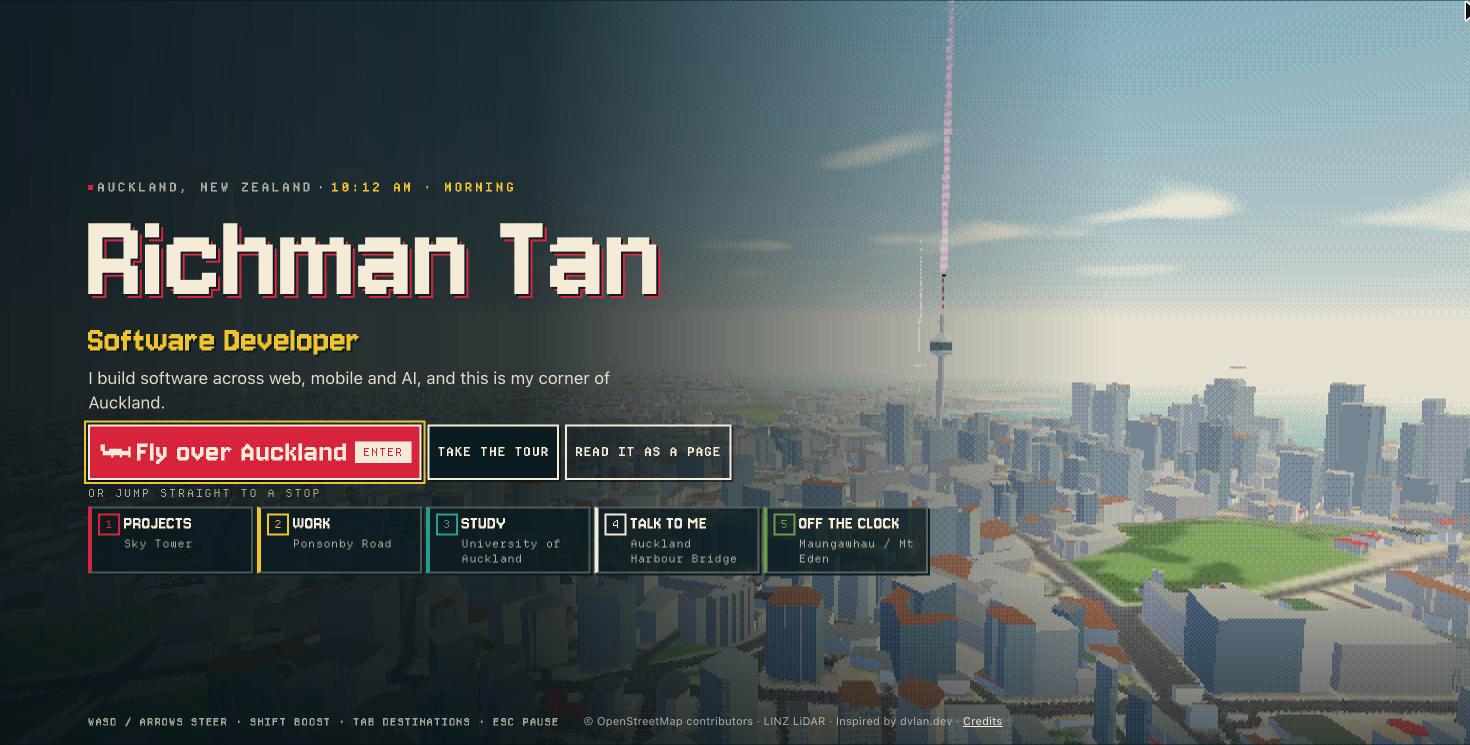 AUCKLAND, NEW ZEALAND · 10:12 AM · MORNING
Richman Tan
Software Developer
I build software across web, mobile and AI, and this is my corner of
Auckland.
Fly over Auckland ENTER
TAKE THE TOUR
READ IT AS A PAGE
OR JUMP STRAIGHT TO A STOP
1 PROJECTS
Sky Tower
2 WORK
Ponsonby Road
3 STUDY
University of
Auckland
4 TALK TO ME
Auckland
Harbour Bridge
5 OFF THE CLOCK
Maungawhau / Mt
Eden
WASD / ARROWS STEER · SHIFT BOOST · TAB DESTINATIONS · ESC PAUSE
© OpenStreetMap contributors · LINZ LiDAR · Inspired by dvlan.dev · Credits